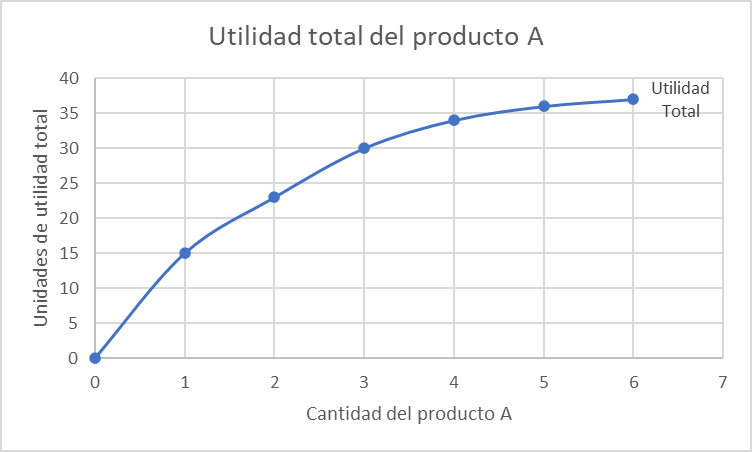 Utilidad total del producto A
Unidades de utilidad total
40
35
30
25
20
15
10
5
0
Utilidad
Total
0 1 2 3 4 5 6 7
Cantidad del producto A